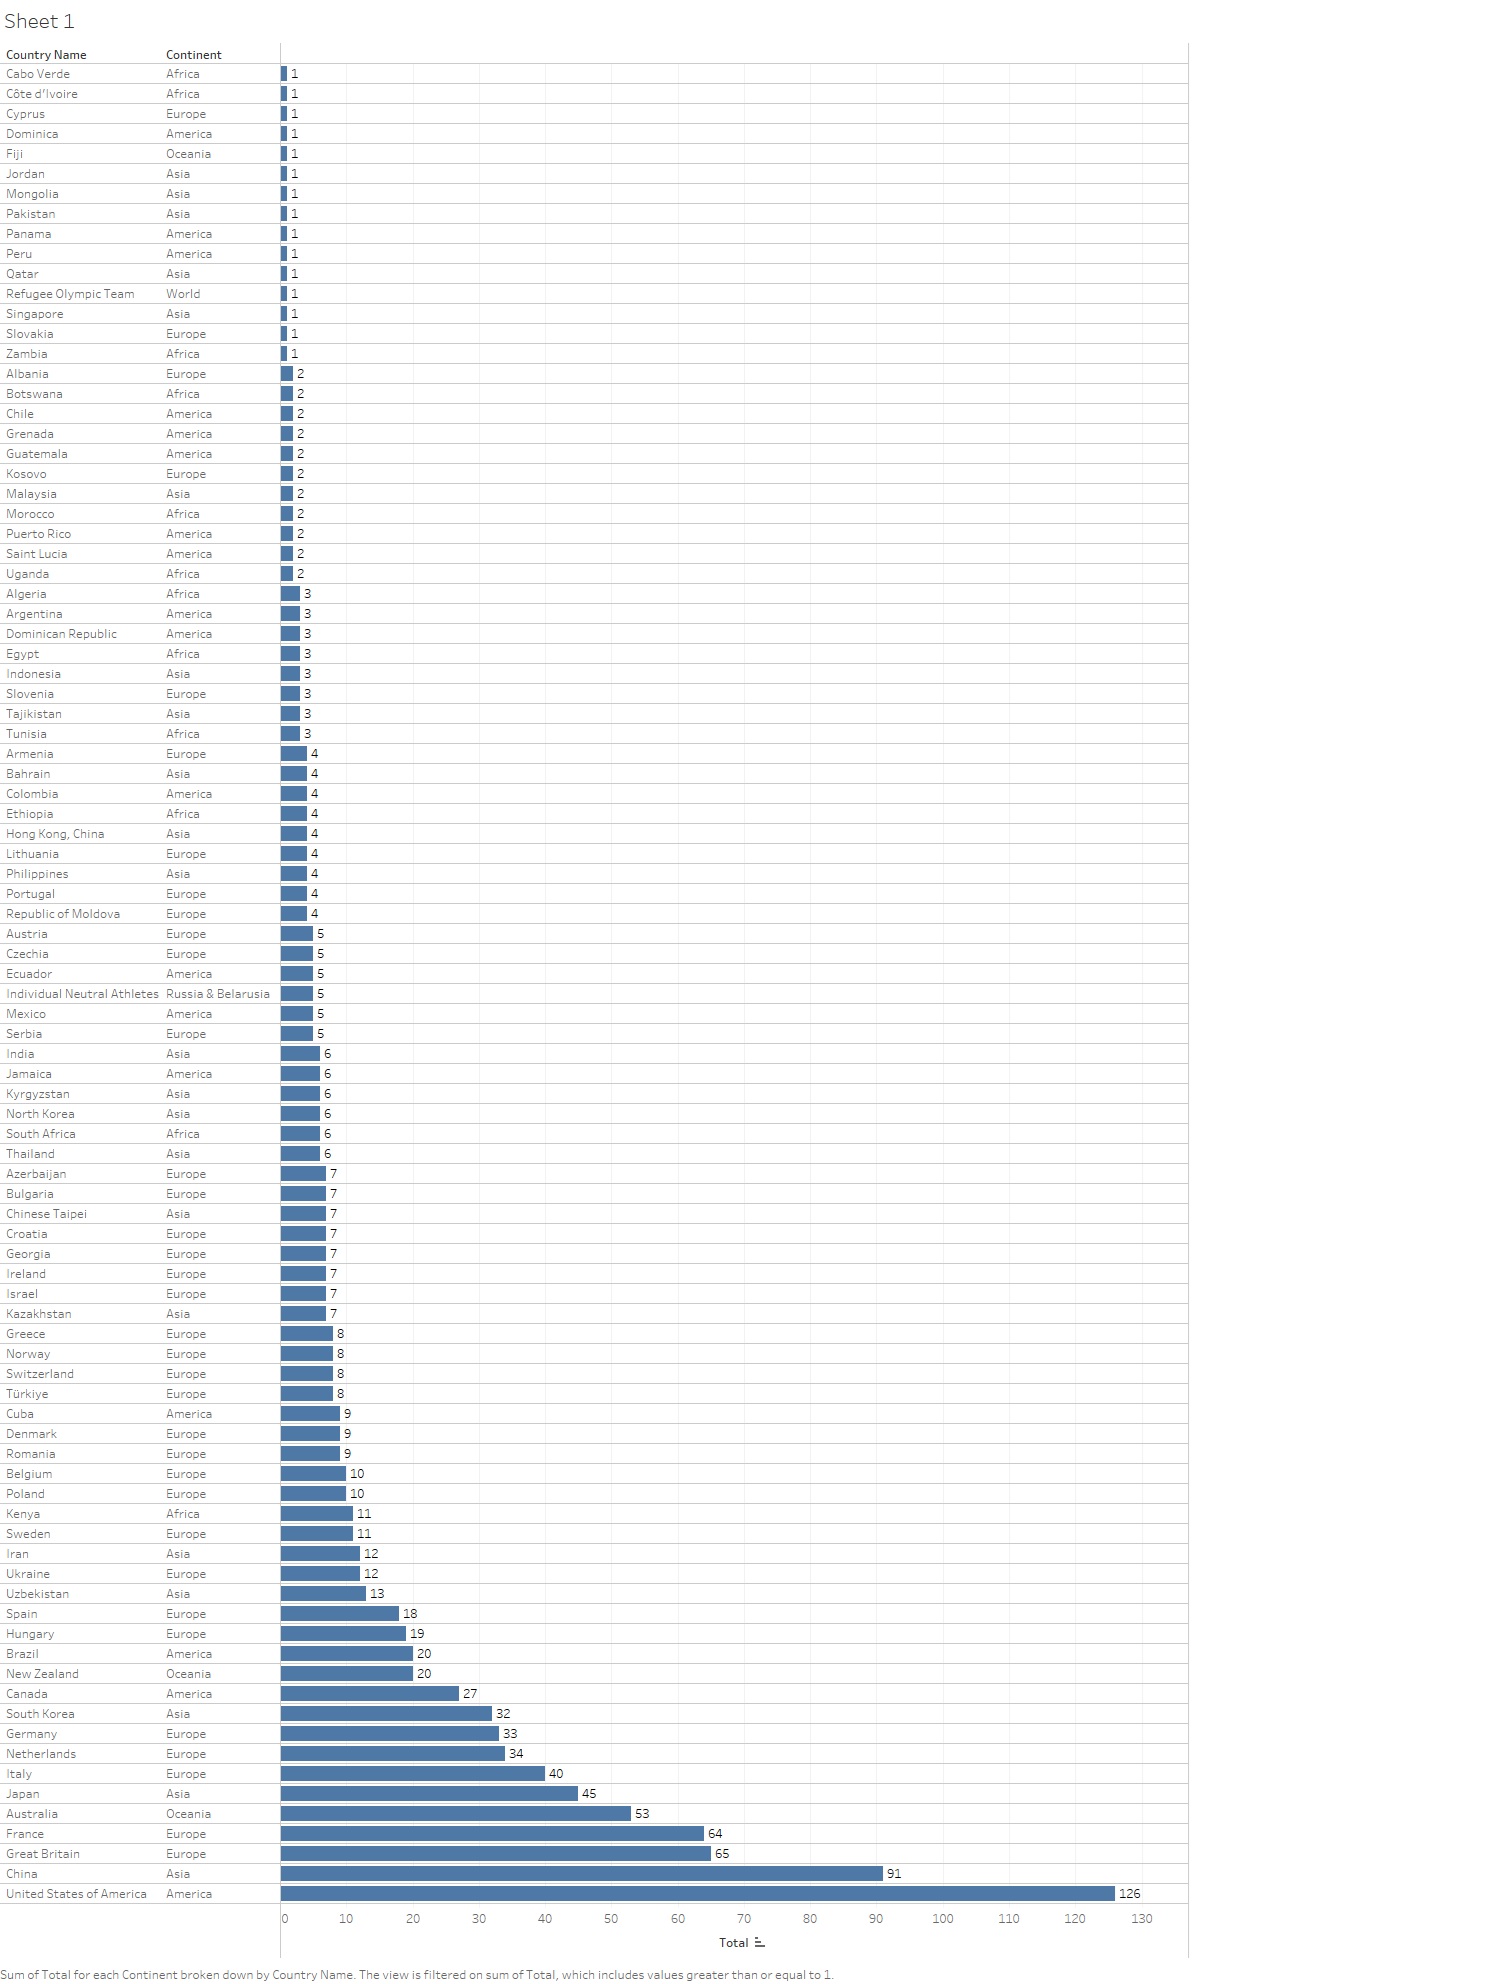 Sheet 1
Country Name Continent
Cabo Verde Africa 1
Côte d’Ivoire Africa 1
Cyprus Europe 1
Dominica America 1
Fiji Oceania 1
Jordan Asia 1
Mongolia Asia 1
Pakistan Asia 1
Panama America 1
Peru America 1
Qatar Asia 1
Refugee Olympic Team World 1
Singapore Asia 1
Slovakia Europe 1
Zambia Africa 1
Albania Europe 2
Botswana Africa 2
Chile America 2
Grenada America 2
Guatemala America 2
Kosovo Europe 2
Malaysia Asia 2
Morocco Africa 2
Puerto Rico America 2
Saint Lucia America 2
Uganda Africa 2
Algeria Africa 3
Argentina America 3
Dominican Republic America 3
Egypt Africa 3
Indonesia Asia 3
Slovenia Europe 3
Tajikistan Asia 3
Tunisia Africa 3
Armenia Europe 4
Bahrain Asia 4
Colombia America 4
Ethiopia Africa 4
Hong Kong, China Asia 4
Lithuania Europe 4
Philippines Asia 4
Portugal Europe 4
Republic of Moldova Europe 4
Austria Europe 5
Czechia Europe 5
Ecuador America 5
Individual Neutral Athletes Russia & Belarusia 5
Mexico America 5
Serbia Europe 5
India Asia 6
Jamaica America 6
Kyrgyzstan Asia 6
North Korea Asia 6
South Africa Africa 6
Thailand Asia 6
Azerbaijan Europe 7
Bulgaria Europe 7
Chinese Taipei Asia 7
Croatia Europe 7
Georgia Europe 7
Ireland Europe 7
Israel Europe 7
Kazakhstan Asia 7
Greece Europe 8
Norway Europe 8
Switzerland Europe 8
Türkiye Europe 8
Cuba America 9
Denmark Europe 9
Romania Europe 9
Belgium Europe 10
Poland Europe 10
Kenya Africa 11
Sweden Europe 11
Iran Asia 12
Ukraine Europe 12
Uzbekistan Asia 13
Spain Europe 18
Hungary Europe 19
Brazil America 20
New Zealand Oceania 20
Canada America 27
South Korea Asia 32
Germany Europe 33
Netherlands Europe 34
Italy Europe 40
Japan Asia 45
Australia Oceania 53
France Europe 64
Great Britain Europe 65
China Asia 91
United States of America America 126
0 10 20 30 40 50 60 70 80 90 100 110 120 130
Total
Sum of Total for each Continent broken down by Country Name. The view is filtered on sum of Total, which includes values greater than or equal to 1.